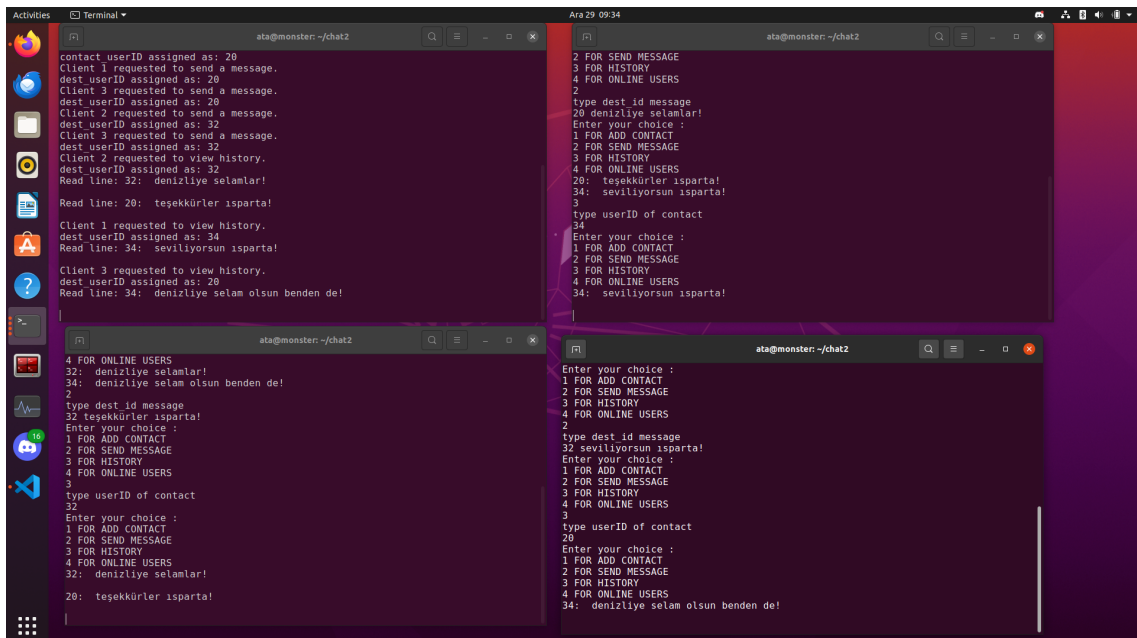 Activities
Terminal
Ara 29 09:34
ata@monster: ~/chat2
contact_userID assigned as: 20
Client 1 requested to send a message.
dest_userID assigned as: 20
Client 3 requested to send a message.
dest_userID assigned as: 20
Client 2 requested to send a message.
dest_userID assigned as: 32
Client 3 requested to send a message.
dest_userID assigned as: 32
Client 2 requested to view history.
dest_userID assigned as: 32
Read line: 32:  denizliye selamlar!
Read line: 20:  teşekkürler ısparta!
Client 1 requested to view history.
dest_userID assigned as: 34
Read line: 34:  seviliyorsun ısparta!
Client 3 requested to view history.
dest_userID assigned as: 20
Read line: 34:  denizliye selam olsun benden de!
ata@monster: ~/chat2
2 FOR SEND MESSAGE
3 FOR HISTORY
4 FOR ONLINE USERS
2
type dest_id message
20 denizliye selamlar!
Enter your choice :
1 FOR ADD CONTACT
2 FOR SEND MESSAGE
3 FOR HISTORY
4 FOR ONLINE USERS
20:  teşekkürler ısparta!
34:  seviliyorsun ısparta!
3
type userID of contact
34
Enter your choice :
1 FOR ADD CONTACT
2 FOR SEND MESSAGE
3 FOR HISTORY
4 FOR ONLINE USERS
34:  seviliyorsun ısparta!
ata@monster: ~/chat2
4 FOR ONLINE USERS
32:  denizliye selamlar!
34:  denizliye selam olsun benden de!
2
type dest_id message
32 teşekkürler ısparta!
Enter your choice :
1 FOR ADD CONTACT
2 FOR SEND MESSAGE
3 FOR HISTORY
4 FOR ONLINE USERS
3
type userID of contact
32
Enter your choice :
1 FOR ADD CONTACT
2 FOR SEND MESSAGE
3 FOR HISTORY
4 FOR ONLINE USERS
32:  denizliye selamlar!
20:  teşekkürler ısparta!
ata@monster: ~/chat2
Enter your choice :
1 FOR ADD CONTACT
2 FOR SEND MESSAGE
3 FOR HISTORY
4 FOR ONLINE USERS
2
type dest_id message
32 seviliyorsun ısparta!
Enter your choice :
1 FOR ADD CONTACT
2 FOR SEND MESSAGE
3 FOR HISTORY
4 FOR ONLINE USERS
3
type userID of contact
20
Enter your choice :
1 FOR ADD CONTACT
2 FOR SEND MESSAGE
3 FOR HISTORY
4 FOR ONLINE USERS
34:  denizliye selam olsun benden de!
16